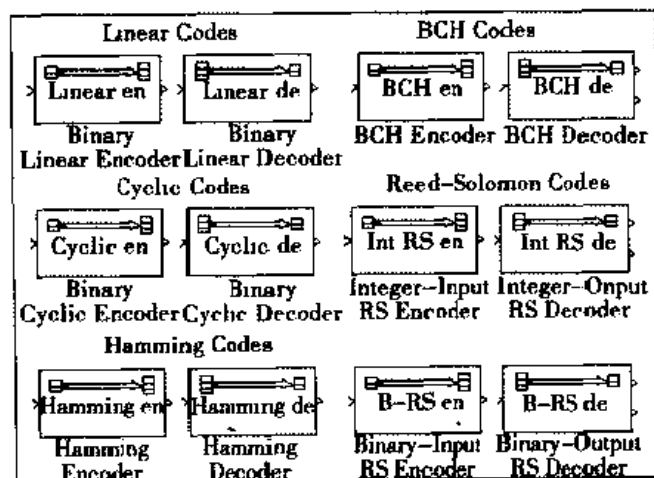 Linear Codes
BCH Codes
Linear en
Linear de
BCH en
BCH de
Binary
Linear Encoder
Binary
Linear Decoder
BCH Encoder
BCH Decoder
Cyclic Codes
Reed-Solomon Codes
Cyclic en
Cyclic de
Int RS en
Int RS de
Binary
Cyclic Encoder
Binary
Cyclic Decoder
Integer-Input
RS Encoder
Integer-Onput
RS Decoder
Hamming Codes
Hamming en
Hamming de
B-RS en
B-RS de
Hamming
Encoder
Hamming
Decoder
Binary-Input
RS Encoder
Binary-Output
RS Decoder